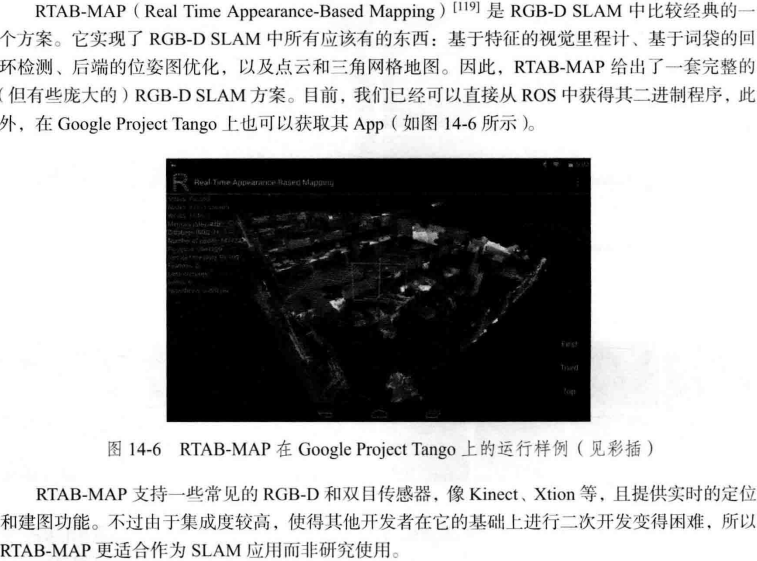 RTAB-MAP（Real Time Appearance-Based Mapping）[119] 是 RGB-D SLAM 中比较经典的一
个方案。它实现了 RGB-D SLAM 中所有应该有的东西：基于特征的视觉里程计、基于词袋的回
环检测、后端的位姿图优化，以及点云和三角网格地图。因此，RTAB-MAP 给出了一套完整的
（但有些庞大的）RGB-D SLAM 方案。目前，我们已经可以直接从 ROS 中获得其二进制程序，此
外，在 Google Project Tango 上也可以获取其 App（如图 14-6 所示）。
R Real-Time Appearance-Based Mapping
First
Third
Top
图 14-6 RTAB-MAP 在 Google Project Tango 上的运行样例（见彩插）
RTAB-MAP 支持一些常见的 RGB-D 和双目传感器，像 Kinect、Xtion 等，且提供实时的定位
和建图功能。不过由于集成度较高，使得其他开发者在它的基础上进行二次开发变得困难，所以
RTAB-MAP 更适合作为 SLAM 应用而非研究使用。